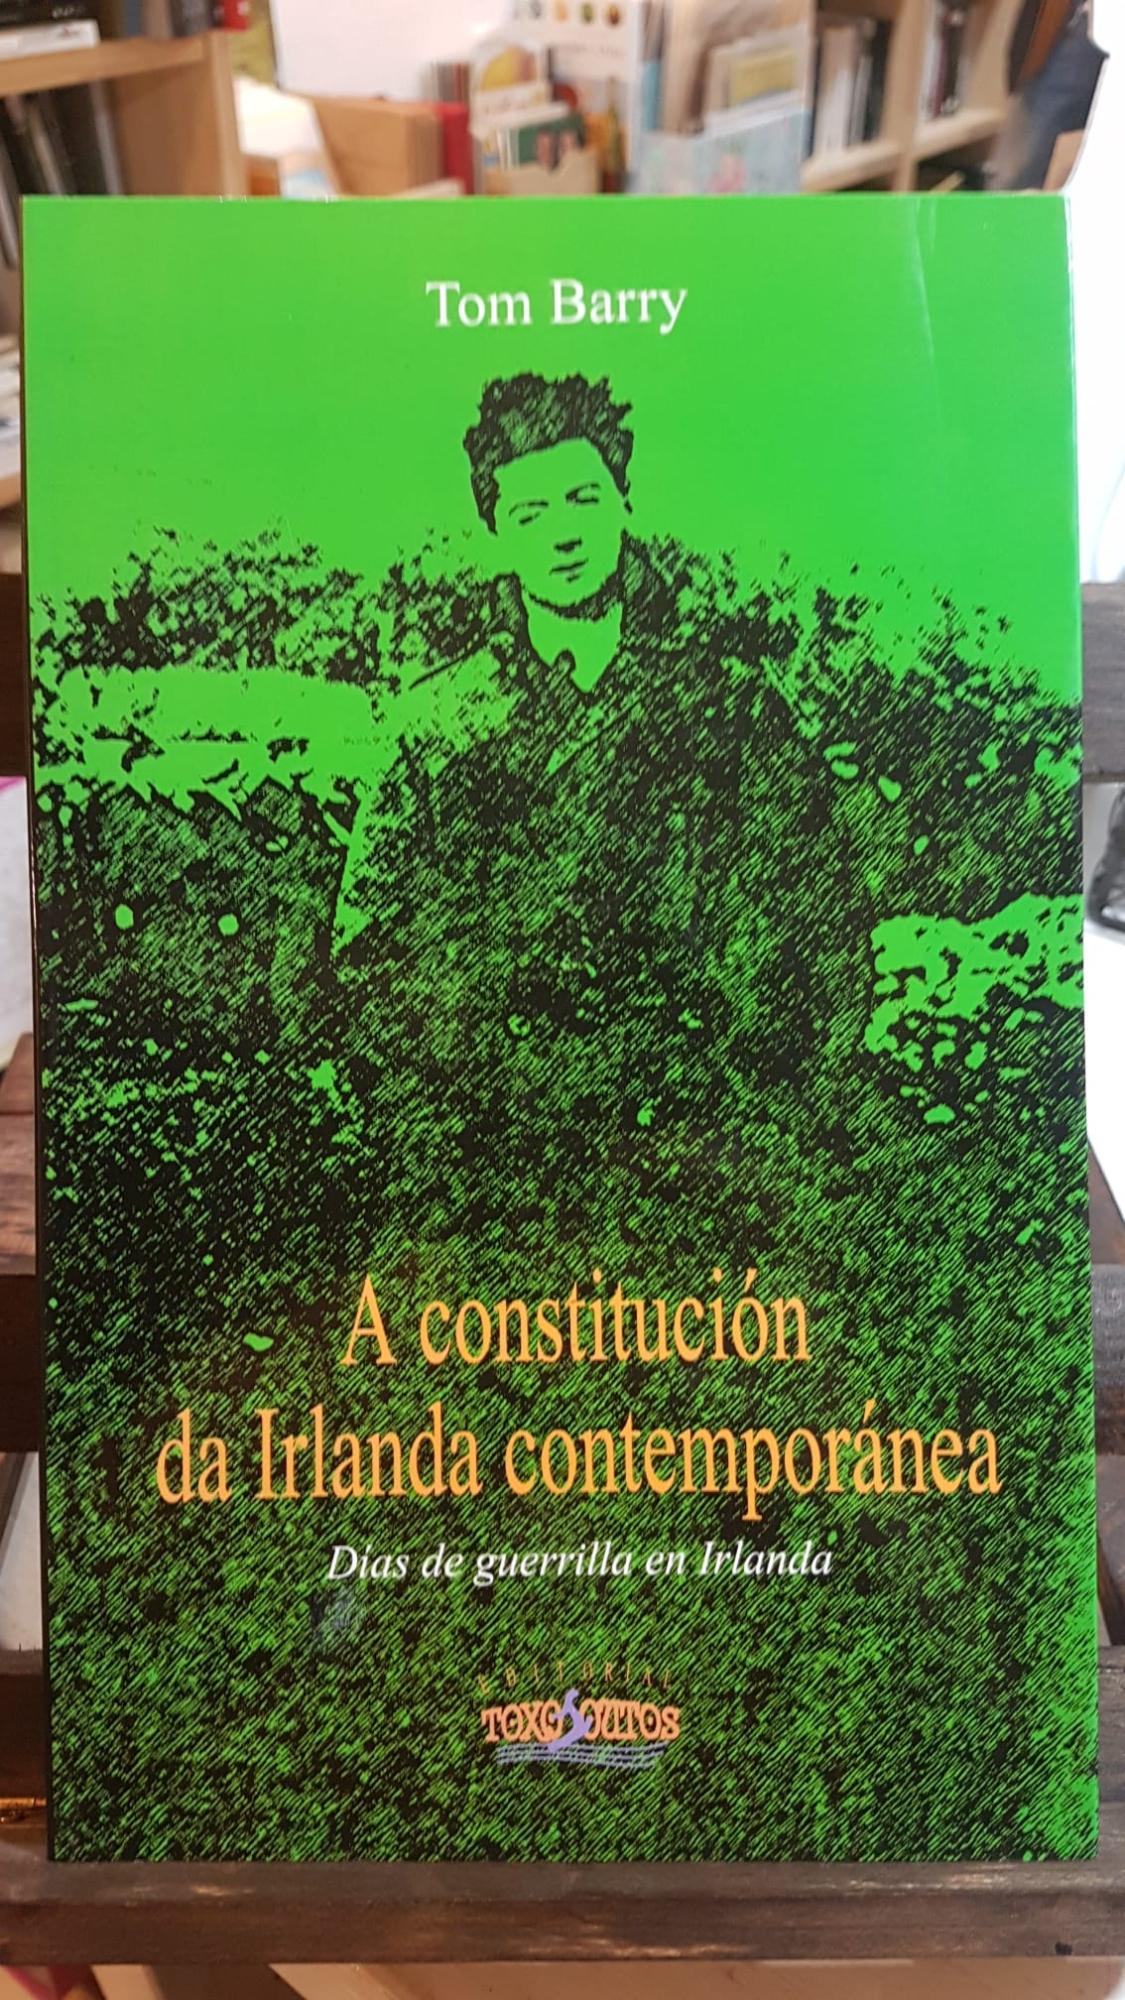 Tom Barry
A constitución
da Irlanda contemporánea
Días de guerrilla en Irlanda
EDITORIAL
TOXOSOUTOS